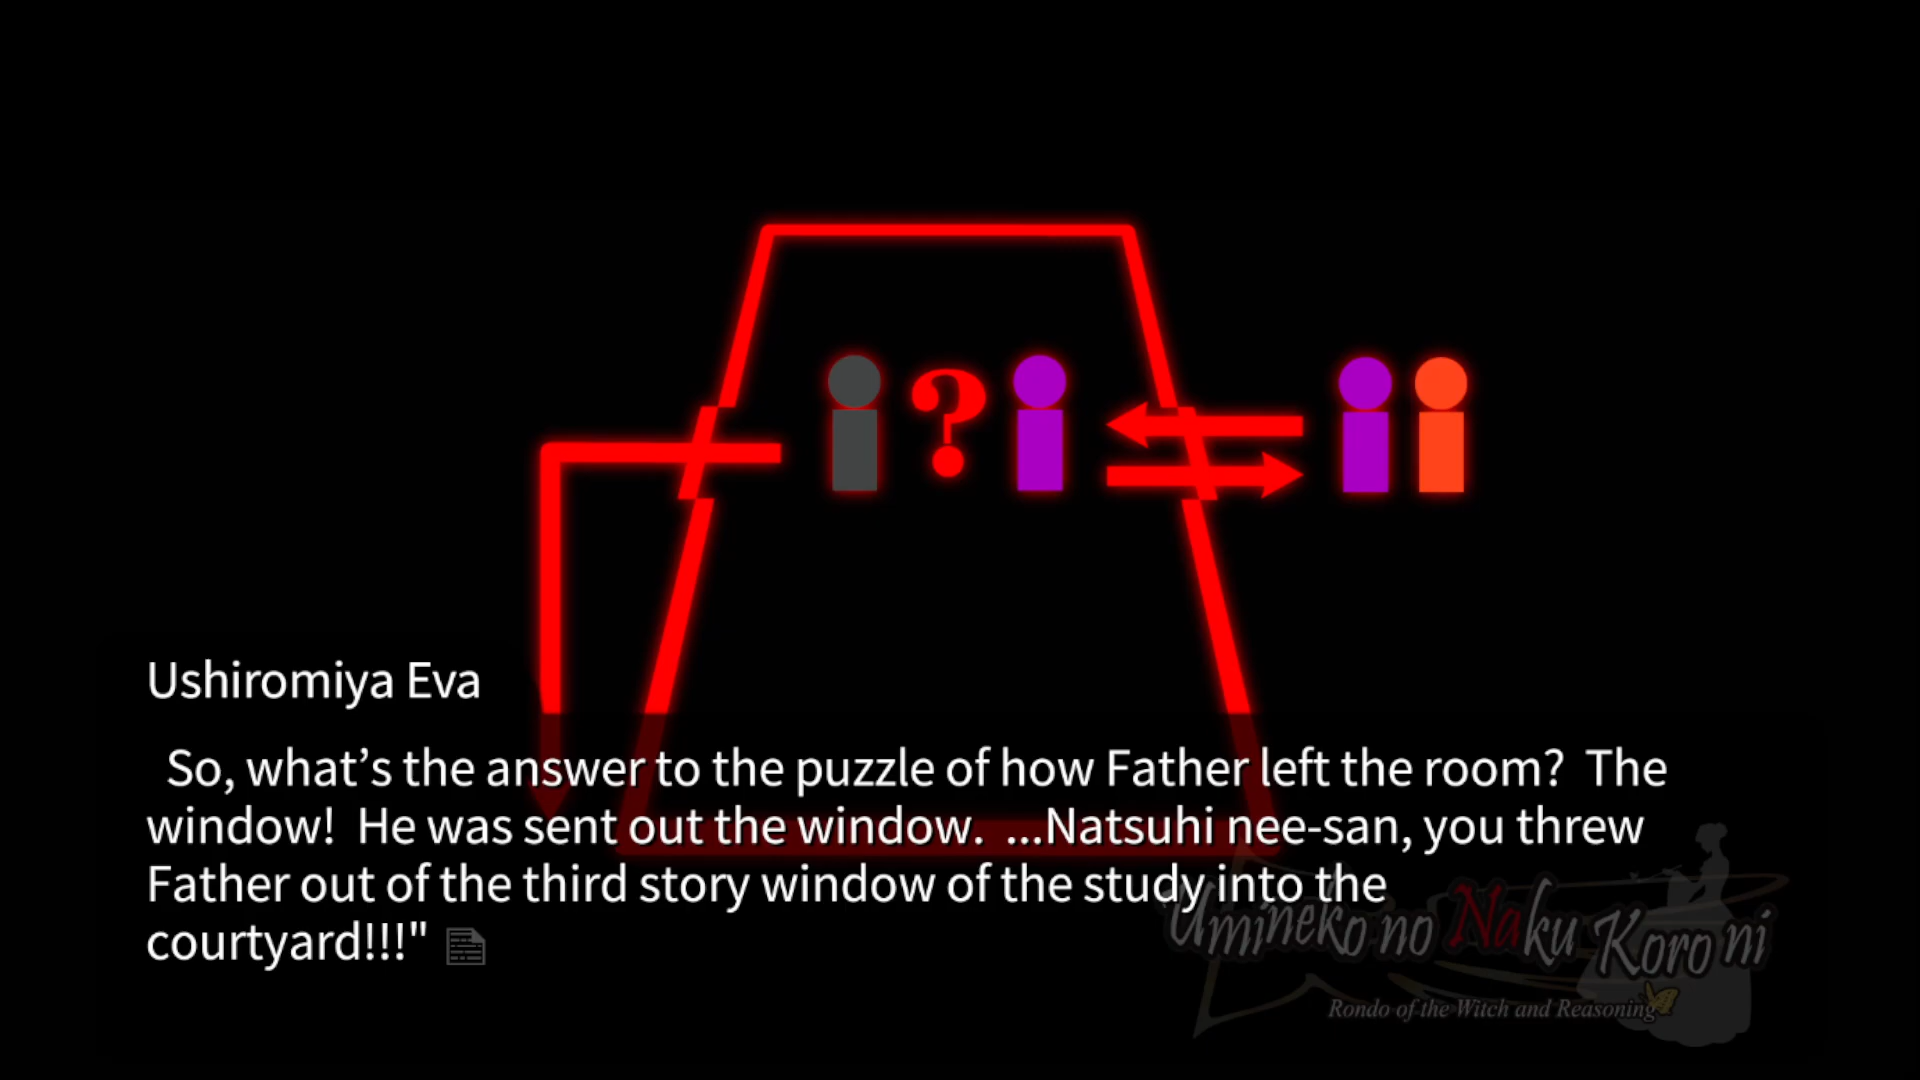 ?
Ushiromiya Eva
So, what’s the answer to the puzzle of how Father left the room?  The
window!  He was sent out the window.  ...Natsuhi nee-san, you threw
Father out of the third story window of the study into the
courtyard!!!"
Umineko no Naku Koro ni
Rondo of the Witch and Reasoning